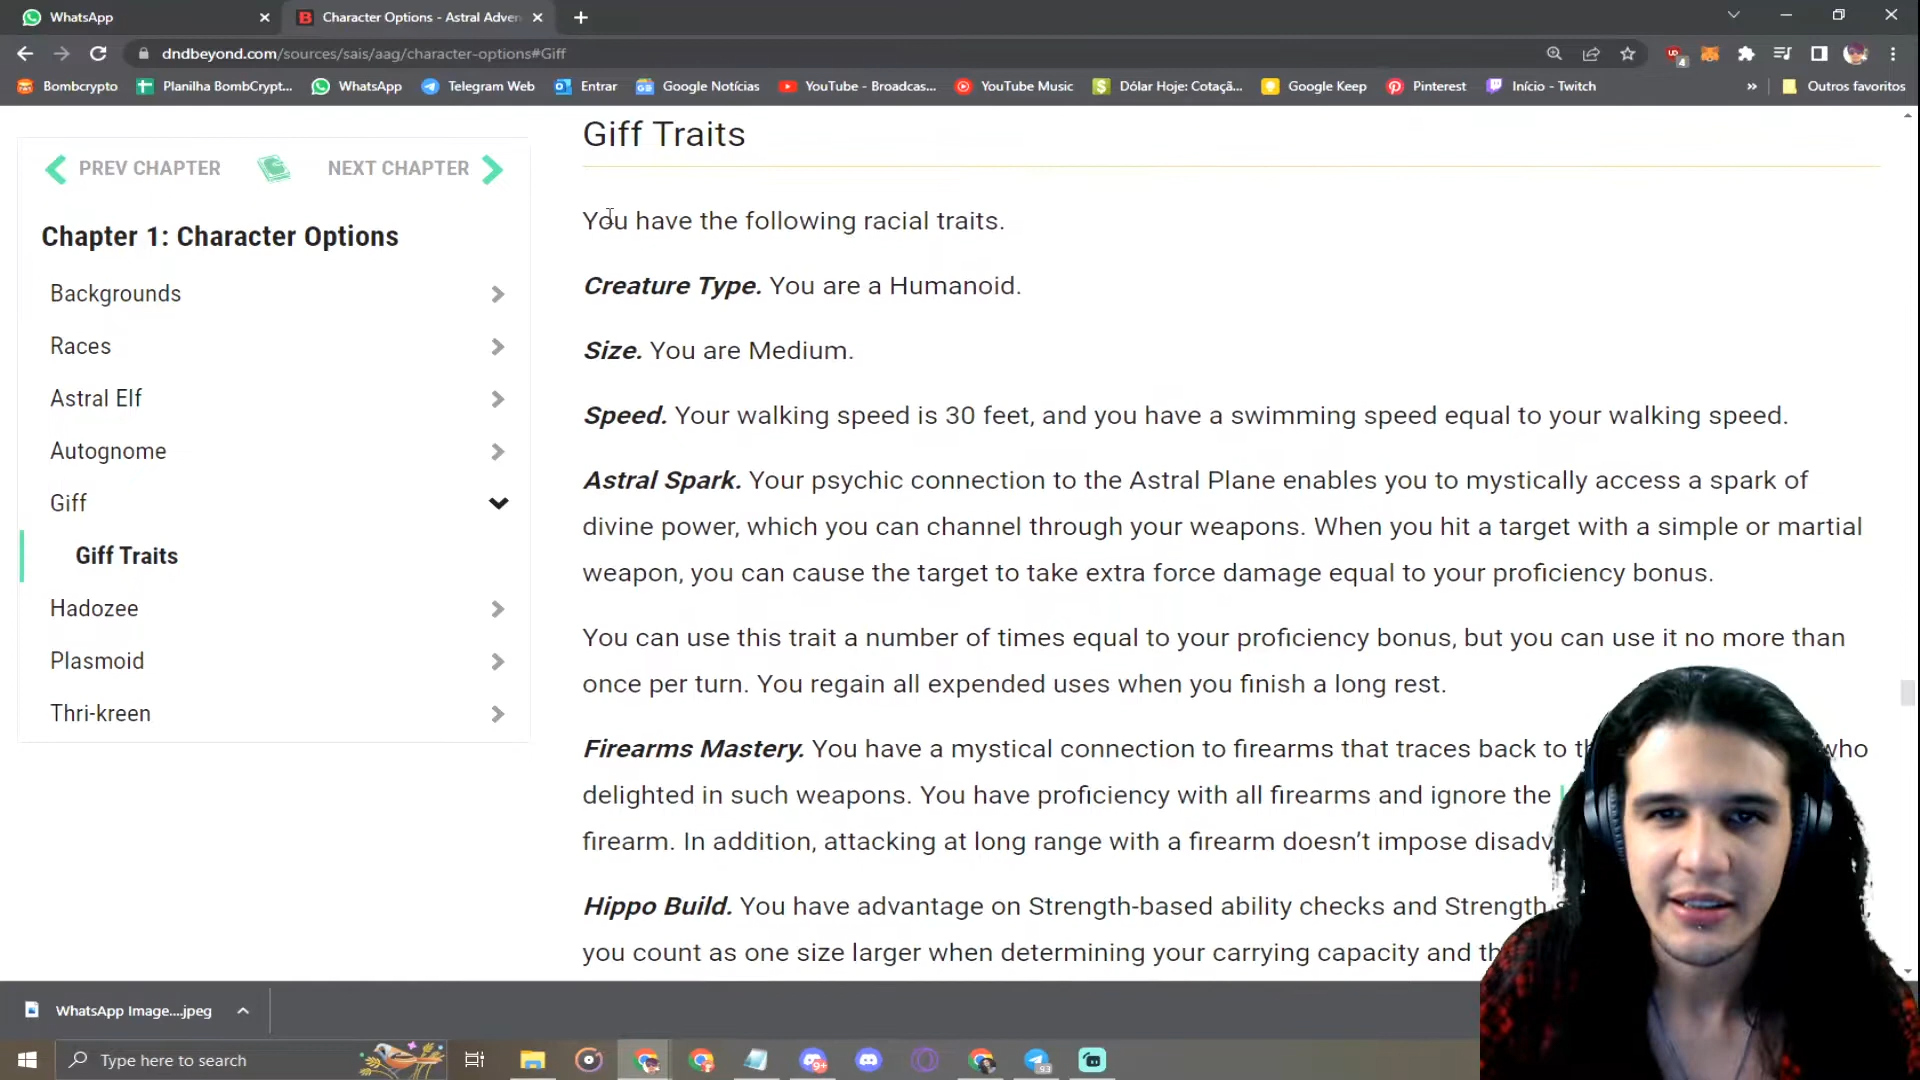 WhatsApp
Character Options - Astral Adven
dndbeyond.com/sources/sais/aag/character-options#Giff
4
Bombcrypto
Planilha BombCrypt...
WhatsApp
Telegram Web
Entrar
Google Notícias
YouTube - Broadcas...
YouTube Music
Dólar Hoje: Cotaçã...
Google Keep
Pinterest
Início - Twitch
»
Outros favoritos
PREV CHAPTER
NEXT CHAPTER
Chapter 1: Character Options
Backgrounds
Races
Astral Elf
Autognome
Giff
Giff Traits
Hadozee
Plasmoid
Thri-kreen
Giff Traits
You have the following racial traits.
Creature Type. You are a Humanoid.
Size. You are Medium.
Speed. Your walking speed is 30 feet, and you have a swimming speed equal to your walking speed.
Astral Spark. Your psychic connection to the Astral Plane enables you to mystically access a spark of
divine power, which you can channel through your weapons. When you hit a target with a simple or martial
weapon, you can cause the target to take extra force damage equal to your proficiency bonus.
You can use this trait a number of times equal to your proficiency bonus, but you can use it no more than
once per turn. You regain all expended uses when you finish a long rest.
Firearms Mastery. You have a mystical connection to firearms that traces back to who
delighted in such weapons. You have proficiency with all firearms and ignore the
firearm. In addition, attacking at long range with a firearm doesn't impose disadv
Hippo Build. You have advantage on Strength-based ability checks and Strength
you count as one size larger when determining your carrying capacity and
WhatsApp Image....jpeg
Type here to search
9+
93